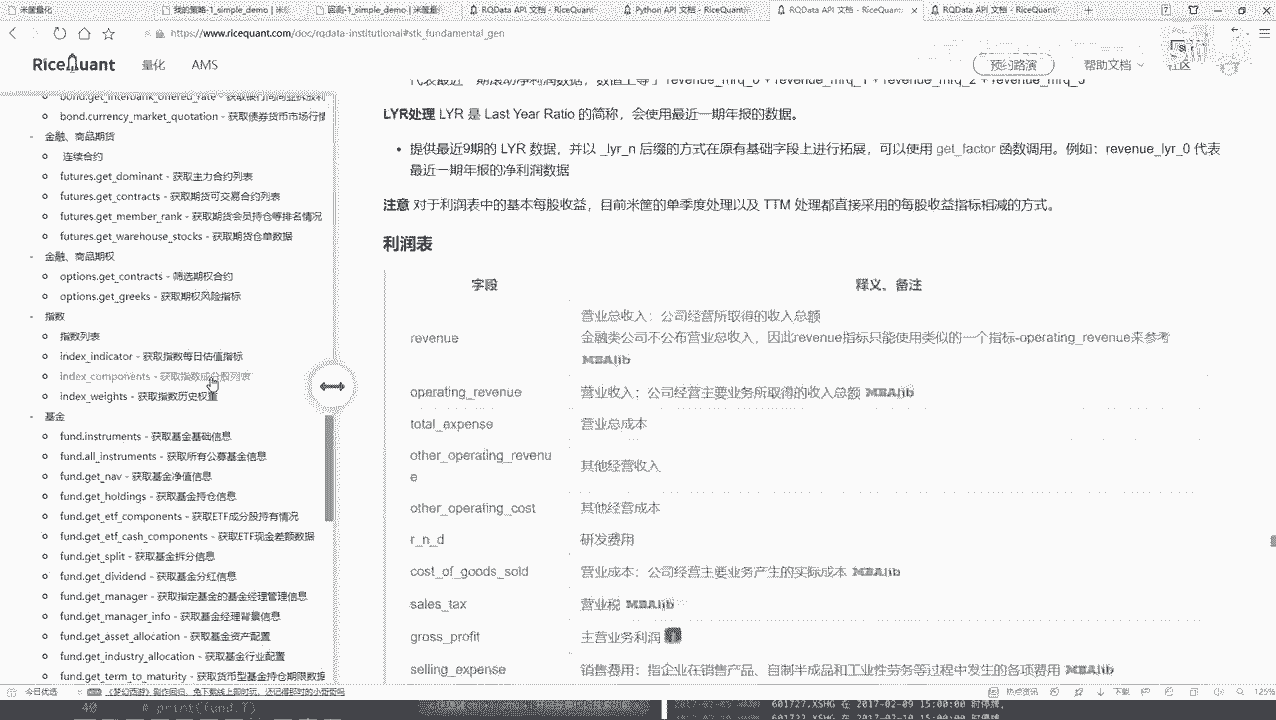 米筐量化
我的策略-1_simple_demo | 米
回测-1_simple_demo | 米筐量
RQData API 文档 - RiceQuan
Python API 文档 - RiceQuan
RQData API 文档 - RiceQuan
RQData API 文档 - RiceQuan
https://www.ricequant.com/doc/rqdata-institutional#stk_fundamental_gen
RiceQuant
量化
AMS
预约路演
帮助文档
社区
bond.get_interbank_offered_rate - 获取银行间同业拆放利
bond.currency_market_quotation - 获取债券货币市场行情
金融、商品期货
连续合约
futures.get_dominant - 获取主力合约列表
futures.get_contracts - 获取期货可交易合约列表
futures.get_member_rank - 获取期货会员持仓等排名情况
futures.get_warehouse_stocks - 获取期货仓单数据
金融、商品期权
options.get_contracts - 筛选期权合约
options.get_greeks - 获取期权风险指标
指数
指数列表
index_indicator - 获取指数每日估值指标
index_components - 获取指数成分股列表
index_weights - 获取指数历史权重
基金
fund.instruments - 获取基金基础信息
fund.all_instruments - 获取所有公募基金信息
fund.get_nav - 获取基金净值信息
fund.get_holdings - 获取基金持仓信息
fund.get_etf_components - 获取ETF成分股持有情况
fund.get_etf_cash_components - 获取ETF现金差额数据
fund.get_split - 获取基金拆分信息
fund.get_dividend - 获取基金分红信息
fund.get_manager - 获取指定基金的基金经理管理信息
fund.get_manager_info - 获取基金经理背景信息
fund.get_asset_allocation - 获取基金资产配置
fund.get_industry_allocation - 获取基金行业配置
fund.get_term_to_maturity - 获取货币型基金持仓期限数据
代表最近一期滚动净利润数据，数值上等于 revenue_mrq_0 + revenue_mrq_1 + revenue_mrq_2 + revenue_mrq_3
LYR处理 LYR 是 Last Year Ratio 的简称，会使用最近一期年报的数据。
提供最近9期的 LYR 数据，并以 _lyr_n 后缀的方式在原有基础字段上进行拓展，可以使用 get_factor 函数调用。例如：revenue_lyr_0 代表
最近一期年报的净利润数据
注意 对于利润表中的基本每股收益，目前米筐的单季度处理以及 TTM 处理都直接采用的每股收益指标相减的方式。
利润表
字段 释义、备注
营业总收入：公司经营所取得的收入总额
revenue 金融类公司不公布营业总收入，因此revenue指标只能使用类似的一个指标-operating_revenue来参考
MBAlib
operating_revenue 营业收入：公司经营主要业务所取得的收入总额 MBAlib
total_expense 营业总成本
other_operating_revenu
e 其他经营收入
other_operating_cost 其他经营成本
r_n_d 研发费用
cost_of_goods_sold 营业成本：公司经营主要业务产生的实际成本 MBAlib
sales_tax 营业税 MBAlib
gross_profit 主营业务利润
selling_expense 销售费用：指企业在销售产品、自制半成品和工业性劳务等过程中发生的各项费用 MBAlib
今日优选
热点资讯
下载
125%
40 # print(fund.T)
601727.XSHG 在 2017-02-09 15:00:00 时停牌，
601727.XSHG 在 2017-02-10 15:00:00 时停牌，